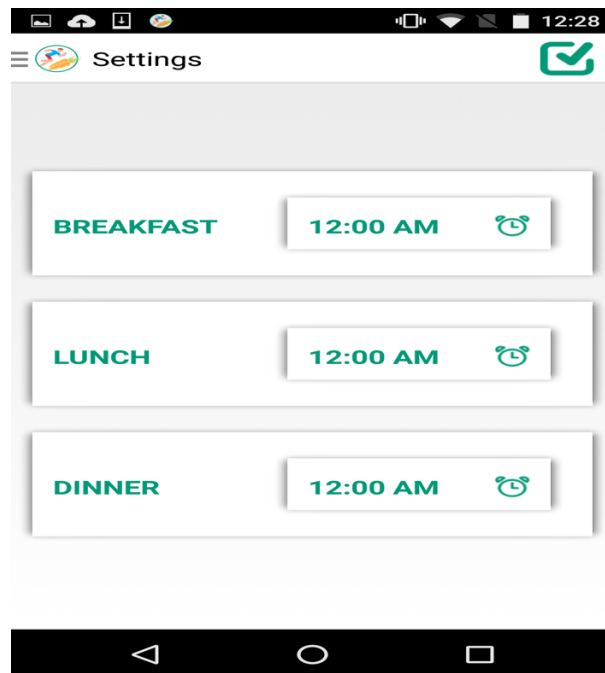 12:28
Settings
BREAKFAST 12:00 AM
LUNCH 12:00 AM
DINNER 12:00 AM